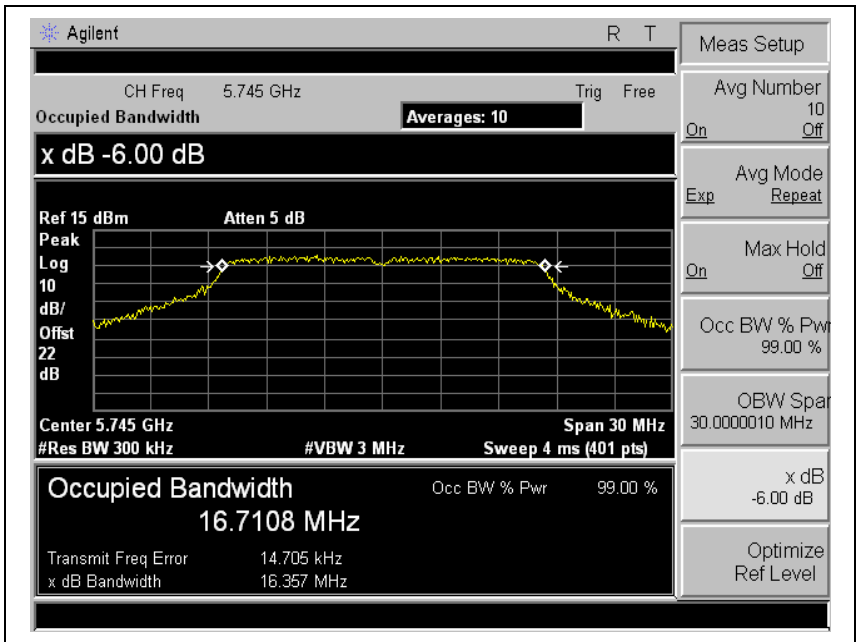 Agilent R T
CH Freq 5.745 GHz Trig Free
Occupied Bandwidth Averages: 10
x dB -6.00 dB
Ref 15 dBm Atten 5 dB
Peak
Log
10
dB/
Offst
22
dB
Center 5.745 GHz Span 30 MHz
#Res BW 300 kHz #VBW 3 MHz Sweep 4 ms (401 pts)
Occupied Bandwidth Occ BW % Pwr 99.00 %
16.7108 MHz
Transmit Freq Error 14.705 kHz
x dB Bandwidth 16.357 MHz
Meas Setup
Avg Number
10
On Off
Avg Mode
Exp Repeat
Max Hold
On Off
Occ BW % Pwr
99.00 %
OBW Span
30.0000010 MHz
x dB
-6.00 dB
Optimize
Ref Level